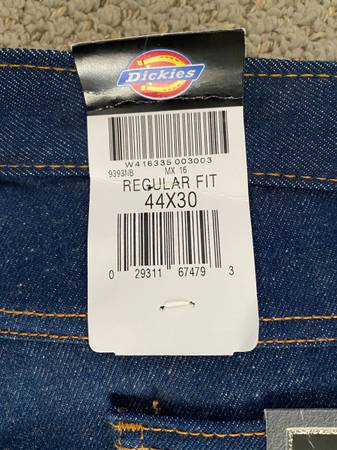 Dickies
W416335 003003
9393NB MX 16
REGULAR FIT
44X30
0 29311 67479 3